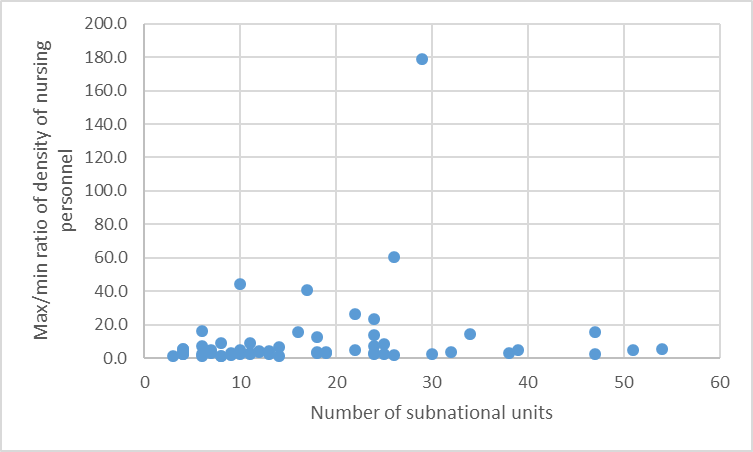 200.0
180.0
160.0
140.0
120.0
100.0
80.0
60.0
40.0
20.0
0.0
Max/min ratio of density of nursing
personnel
0 10 20 30 40 50 60
Number of subnational units